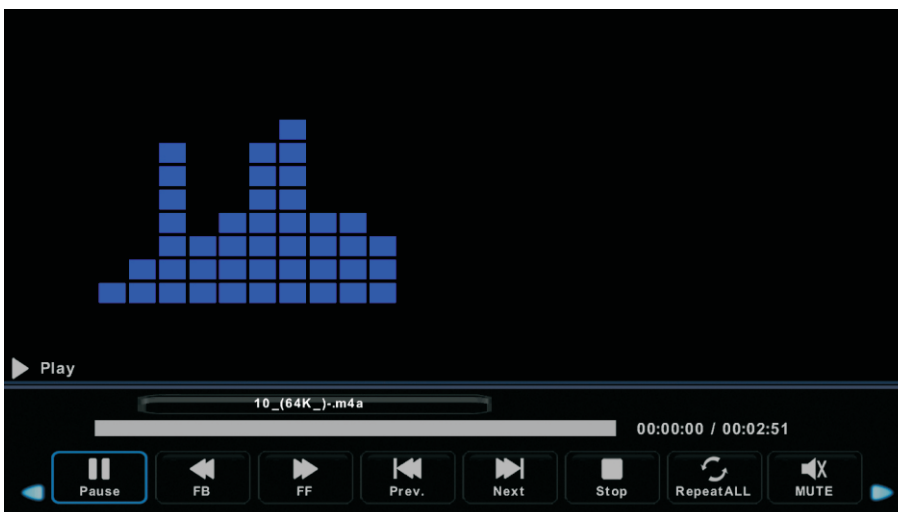 Play
10_(64K_)-.m4a
00:00:00 / 00:02:51
Pause FB FF Prev. Next Stop RepeatALL MUTE